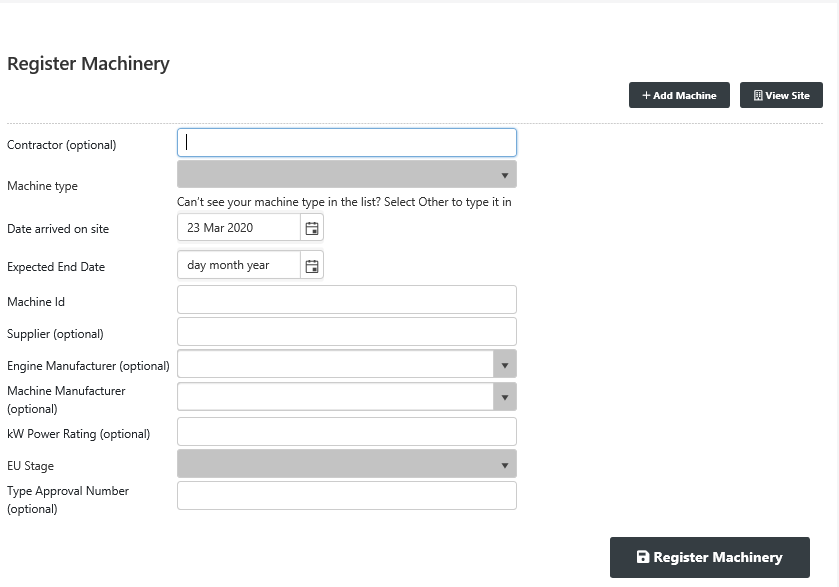 Register Machinery
+ Add Machine
View Site
Contractor (optional)
Machine type
Can't see your machine type in the list? Select Other to type it in
Date arrived on site
23 Mar 2020
Expected End Date
day month year
Machine Id
Supplier (optional)
Engine Manufacturer (optional)
Machine Manufacturer
(optional)
kW Power Rating (optional)
EU Stage
Type Approval Number
(optional)
Register Machinery